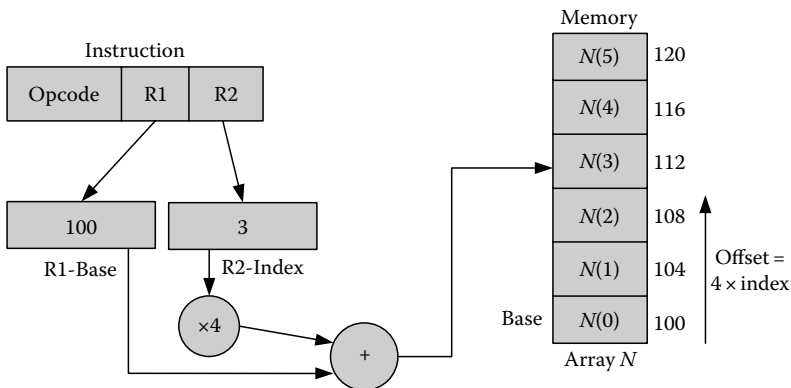 Instruction
Opcode R1 R2
100 3
R1-Base R2-Index
×4
+
Memory
N(5) 120
N(4) 116
N(3) 112
N(2) 108
N(1) 104
Base N(0) 100
Array N
Offset =
4 × index